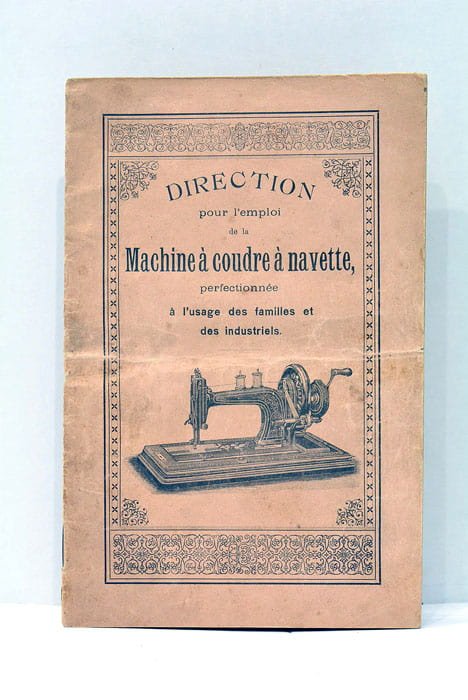 DIRECTION
pour l'emploi
de la
Machine à coudre à navette,
perfectionnée
à l'usage des familles et
des industriels.